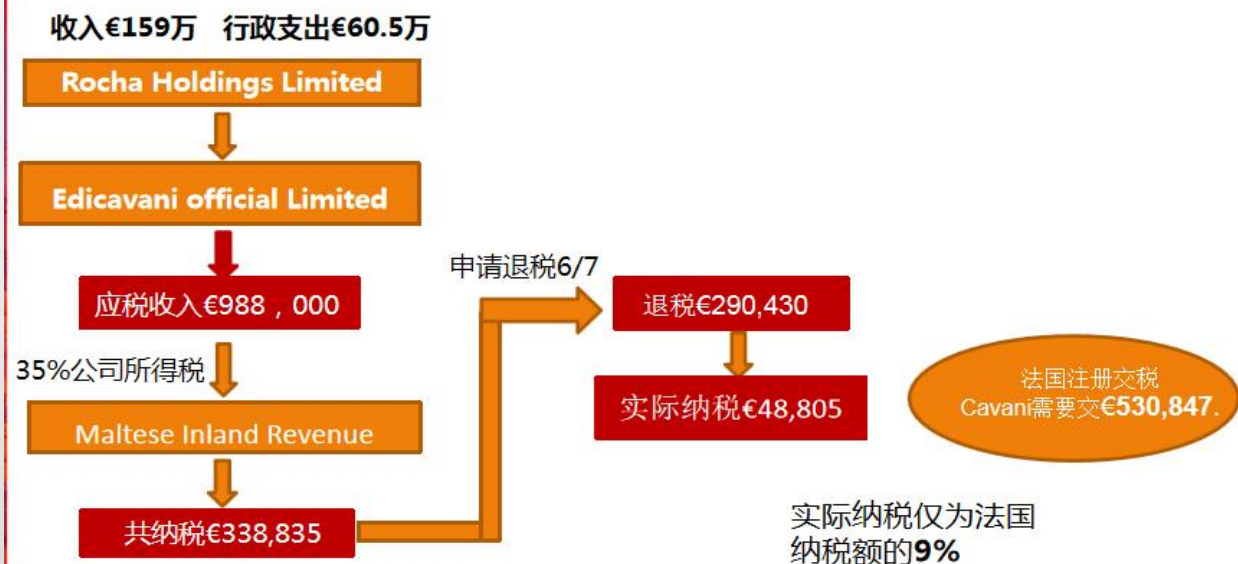 收入€159万 行政支出€60.5万
Rocha Holdings Limited
Edicavani official Limited
应税收入€988，000
35%公司所得税
Maltese Inland Revenue
共纳税€338,835
申请退税6/7
退税€290,430
实际纳税€48,805
法国注册交税
Cavani需要交€530,847.
实际纳税仅为法国
纳税额的9%